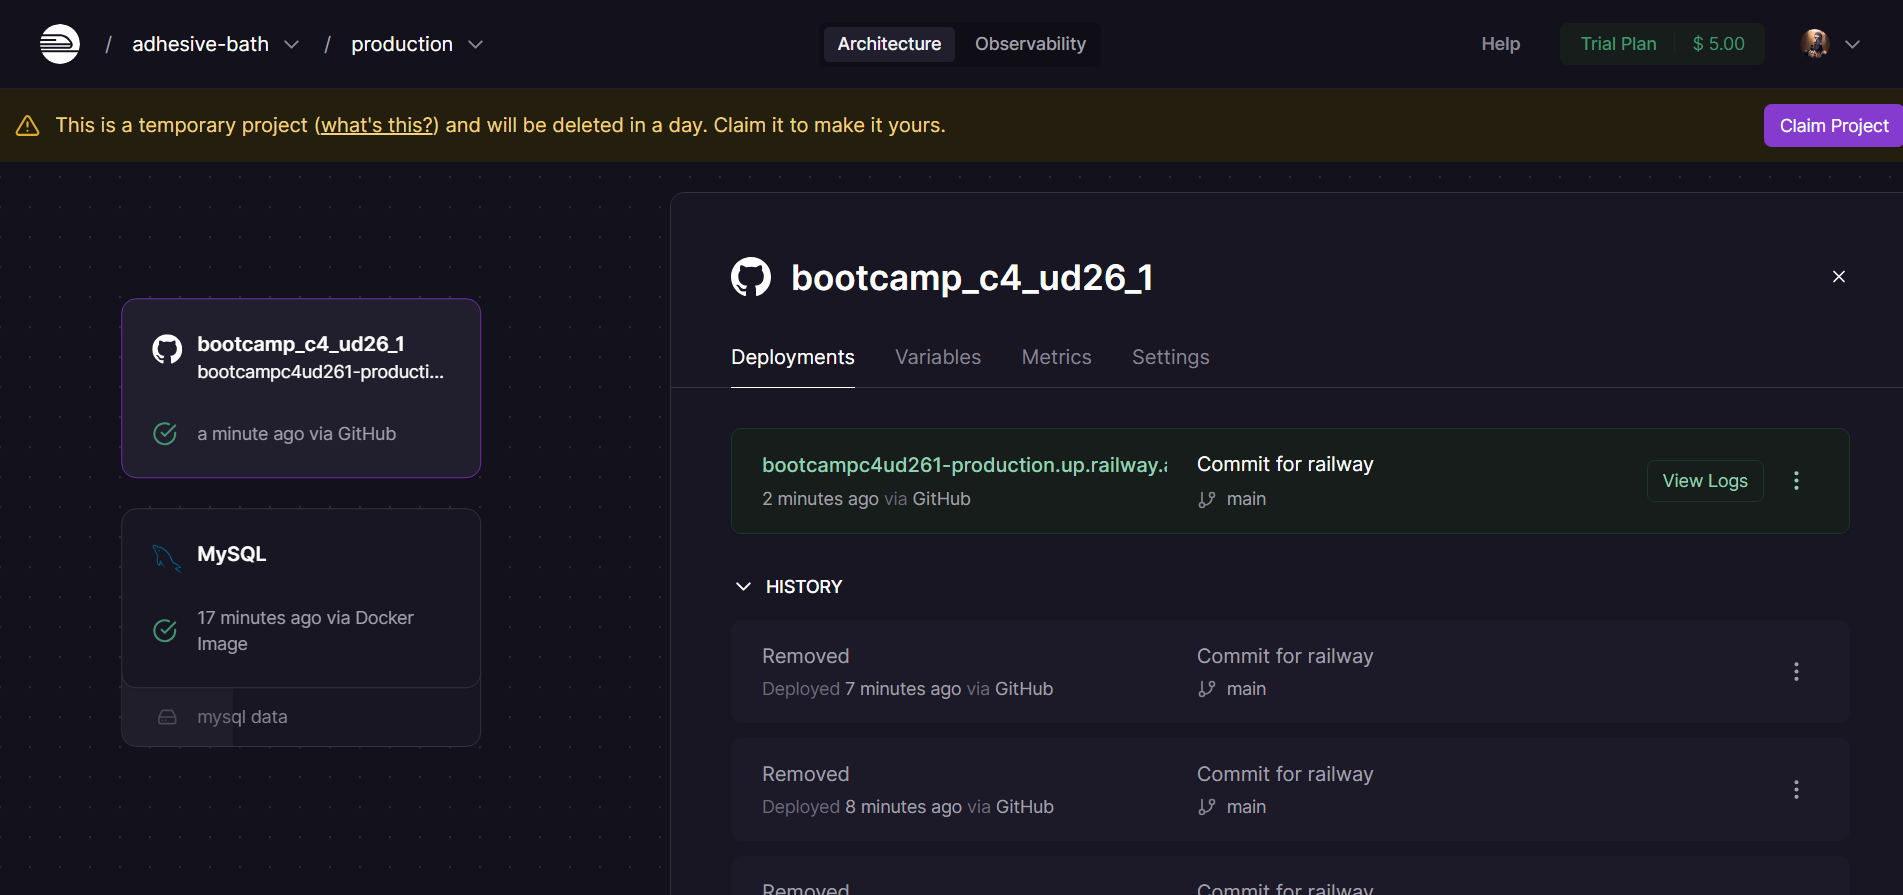 / adhesive-bath / production
Architecture Observability
Help Trial Plan $ 5.00
This is a temporary project (what's this?) and will be deleted in a day. Claim it to make it yours.
Claim Project
bootcamp_c4_ud26_1
bootcampc4ud261-producti...
a minute ago via GitHub
MySQL
17 minutes ago via Docker
Image
mysql data
bootcamp_c4_ud26_1
Deployments Variables Metrics Settings
bootcampc4ud261-production.up.railway.a
2 minutes ago via GitHub
Commit for railway
main
View Logs
HISTORY
Removed
Deployed 7 minutes ago via GitHub
Commit for railway
main
Removed
Deployed 8 minutes ago via GitHub
Commit for railway
main
Removed
Commit for railway